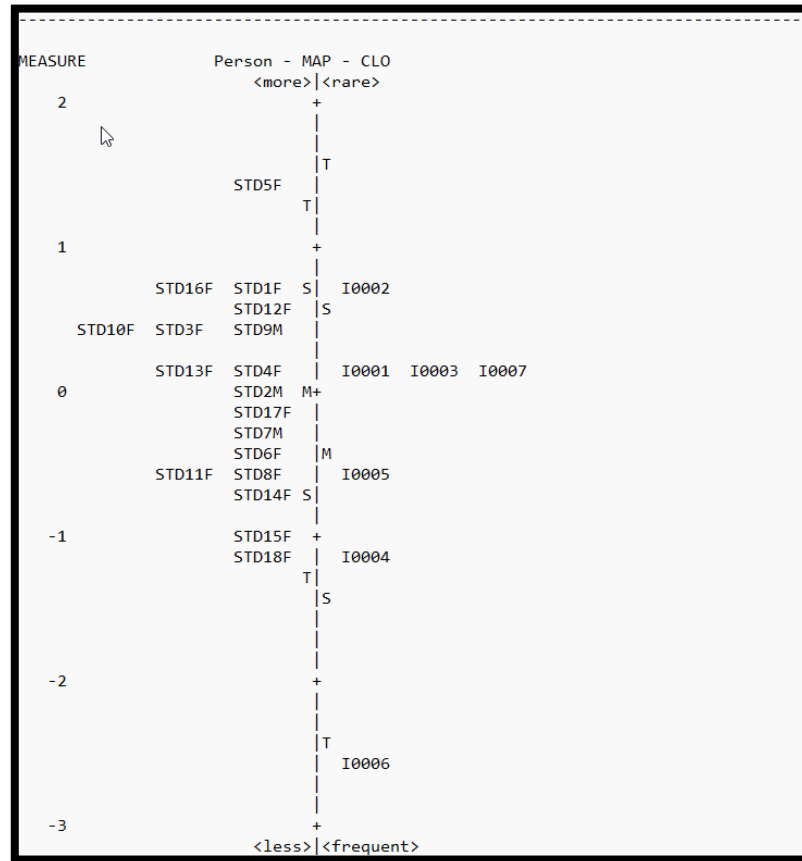 --------------------------------------------------------------------------------
MEASURE             Person - MAP - CLO
                        <more>|<rare>
    2                         +
                              |
                              |
                              |T
                     STD5F    |
                             T|
                              |
    1                         +
                              |
             STD16F  STD1F   S|  I0002
                     STD12F   |S
     STD10F  STD3F   STD9M    |
                              |
             STD13F  STD4F    |  I0001  I0003  I0007
    0                STD2M   M+
                     STD17F   |
                     STD7M    |
                     STD6F    |M
             STD11F  STD8F    |  I0005
                     STD14F  S|
                              |
   -1                STD15F   +
                     STD18F   |  I0004
                             T|
                              |S
                              |
                              |
                              |
   -2                         +
                              |
                              |
                              |T
                              |  I0006
                              |
                              |
   -3                         +
                        <less>|<frequent>